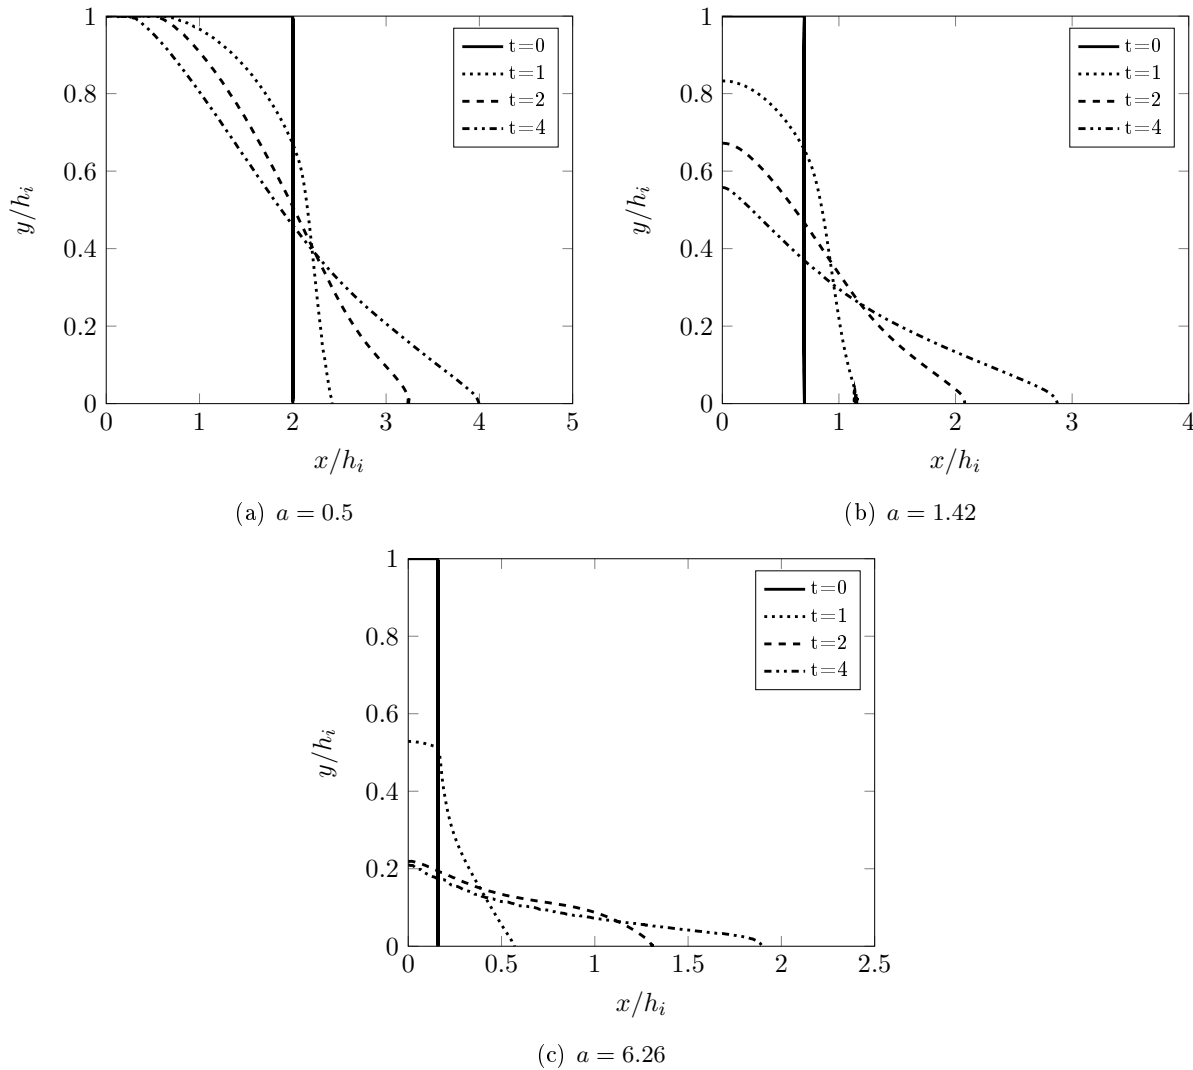 1
0.8
0.6
0.4
0.2
0
0 1 2 3 4 5
y/h_i
x/h_i
t=0
t=1
t=2
t=4
(a) a = 0.5
1
0.8
0.6
0.4
0.2
0
0 1 2 3 4
y/h_i
x/h_i
t=0
t=1
t=2
t=4
(b) a = 1.42
1
0.8
0.6
0.4
0.2
0
0 0.5 1 1.5 2 2.5
y/h_i
x/h_i
t=0
t=1
t=2
t=4
(c) a = 6.26